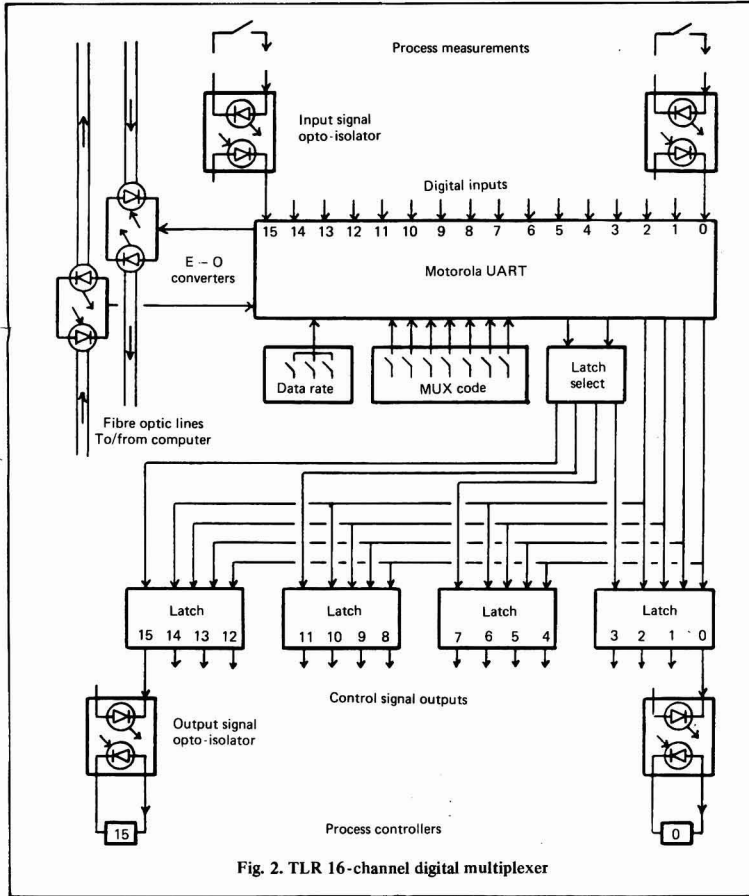 Process measurements
Input signal
opto-isolator
Digital inputs
15 14 13 12 11 10 9 8 7 6 5 4 3 2 1 0
Motorola UART
E – O
converters
Data rate
MUX code
Latch
select
Fibre optic lines
To/from computer
Latch
15 14 13 12
Latch
11 10 9 8
Latch
7 6 5 4
Latch
3 2 1 0
Control signal outputs
Output signal
opto-isolator
15
Process controllers
0
Fig. 2. TLR 16-channel digital multiplexer